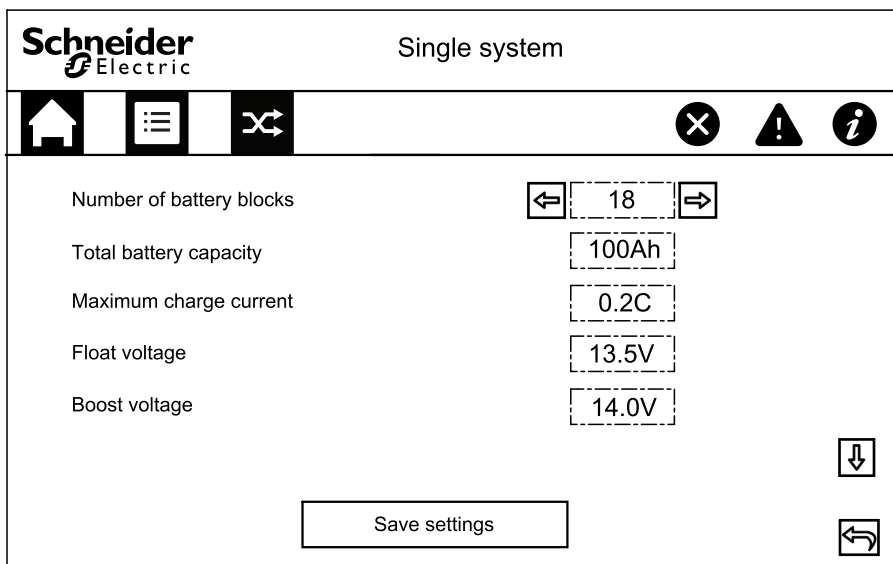 Schneider
Electric
Single system
Number of battery blocks 18
Total battery capacity 100Ah
Maximum charge current 0.2C
Float voltage 13.5V
Boost voltage 14.0V
Save settings